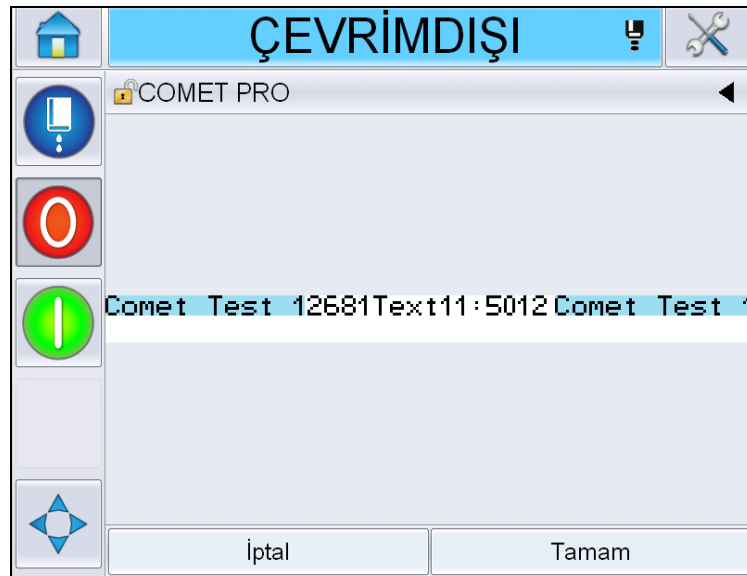 ÇEVRİMDIŞI
COMET PRO
Comet Test 12681Text11:5012 Comet Test
İptal
Tamam